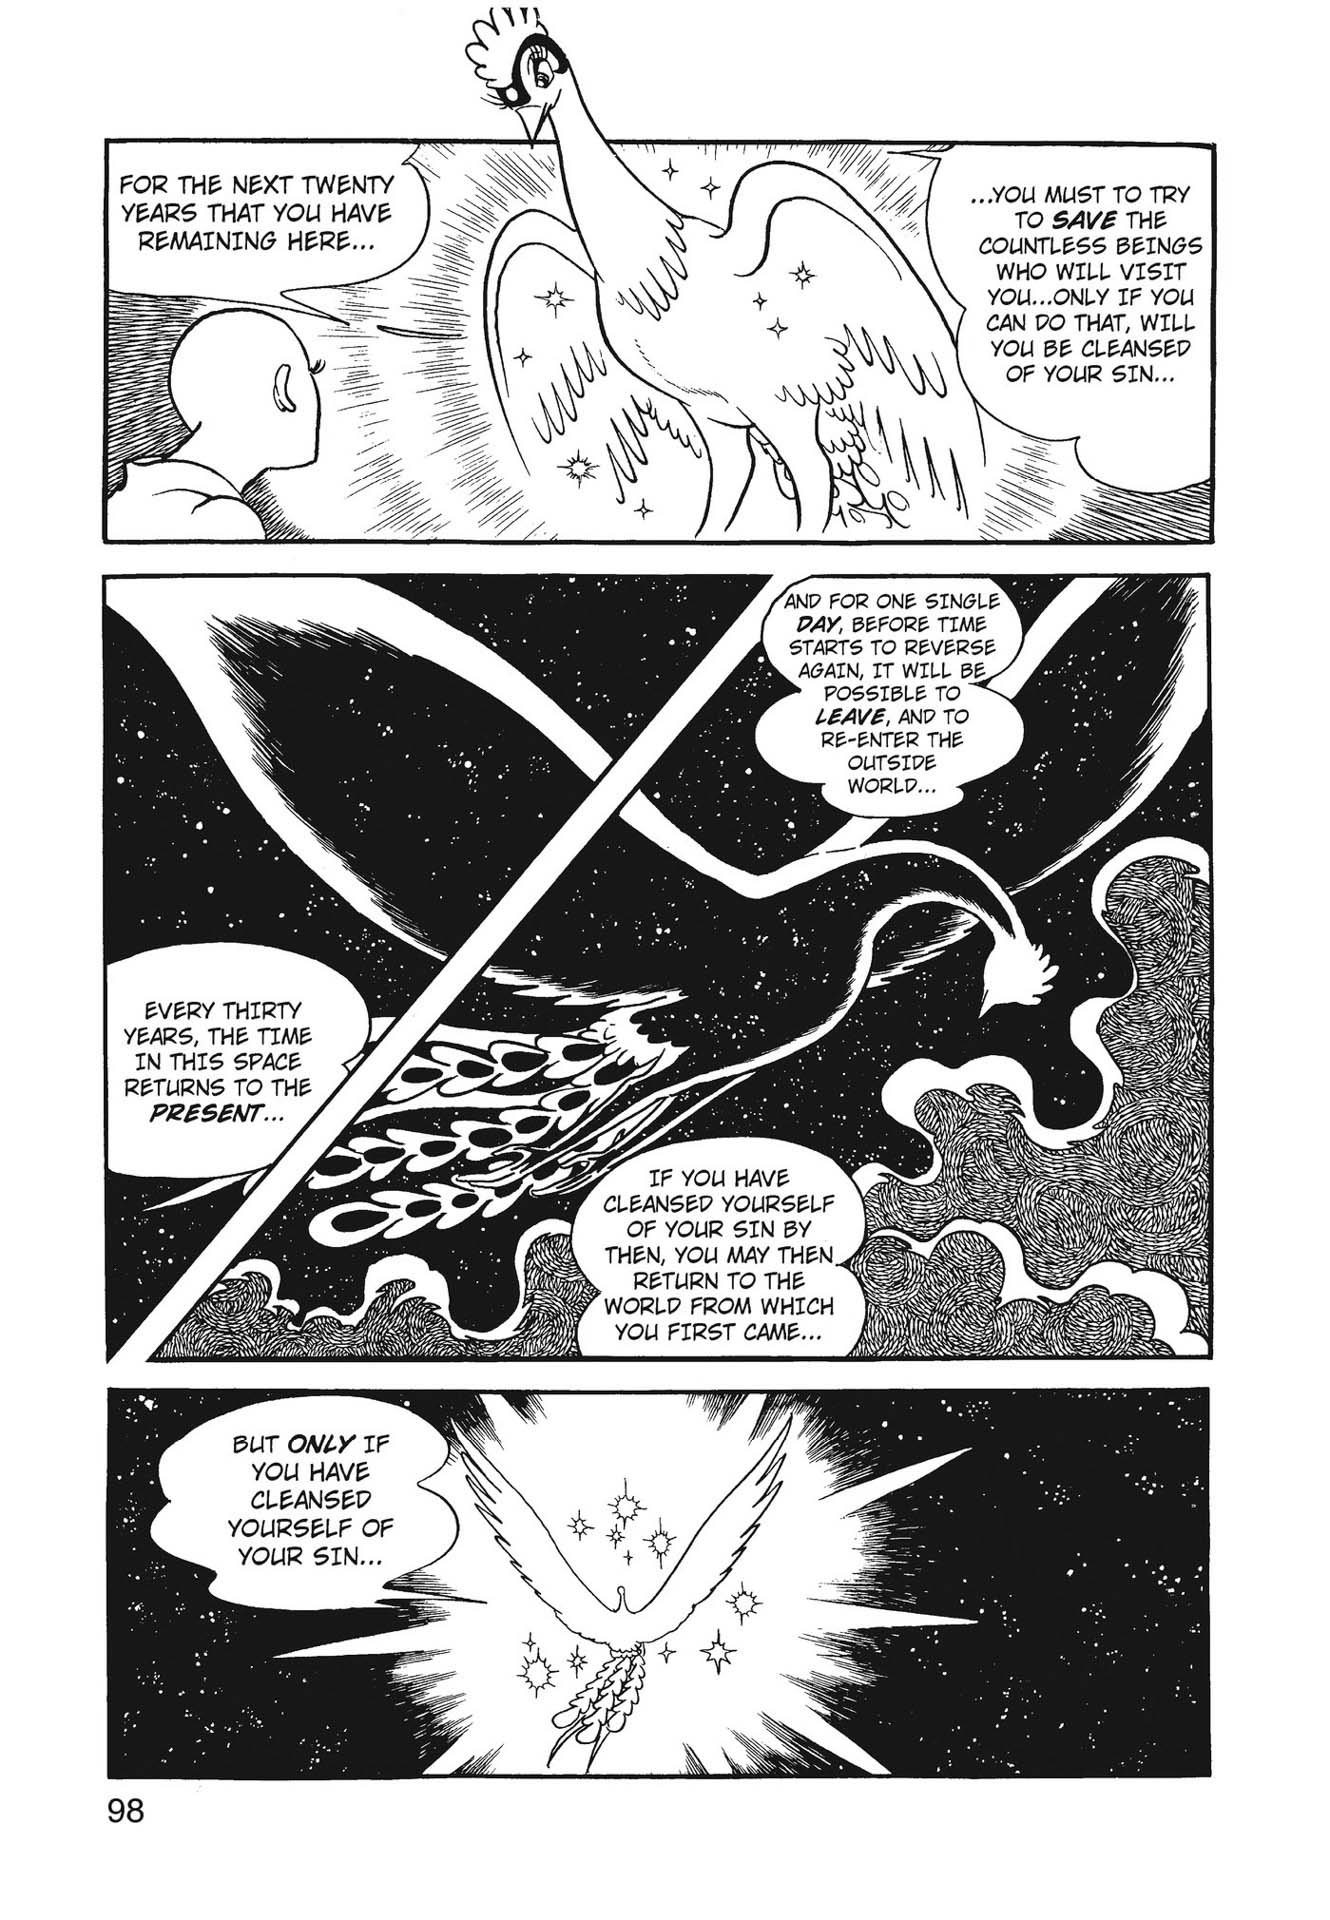 FOR THE NEXT TWENTY
YEARS THAT YOU HAVE
REMAINING HERE...
...YOU MUST TO TRY
TO SAVE THE
COUNTLESS BEINGS
WHO WILL VISIT
YOU...ONLY IF YOU
CAN DO THAT, WILL
YOU BE CLEANSED
OF YOUR SIN...
EVERY THIRTY
YEARS, THE TIME
IN THIS SPACE
RETURNS TO THE
PRESENT...
AND FOR ONE SINGLE
DAY, BEFORE TIME
STARTS TO REVERSE
AGAIN, IT WILL BE
POSSIBLE TO
LEAVE, AND TO
RE-ENTER THE
OUTSIDE
WORLD...
IF YOU HAVE
CLEANSED YOURSELF
OF YOUR SIN BY
THEN, YOU MAY THEN
RETURN TO THE
WORLD FROM WHICH
YOU FIRST CAME...
BUT ONLY IF
YOU HAVE
CLEANSED
YOURSELF OF
YOUR SIN...
98